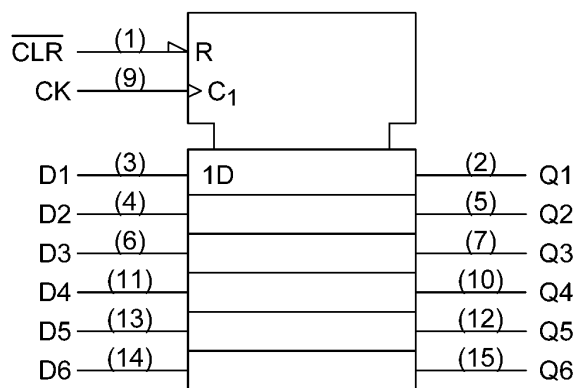 C̅L̅R̅ (1) R
CK (9) C₁
D1 (3) 1D (2) Q1
D2 (4) (5) Q2
D3 (6) (7) Q3
D4 (11) (10) Q4
D5 (13) (12) Q5
D6 (14) (15) Q6